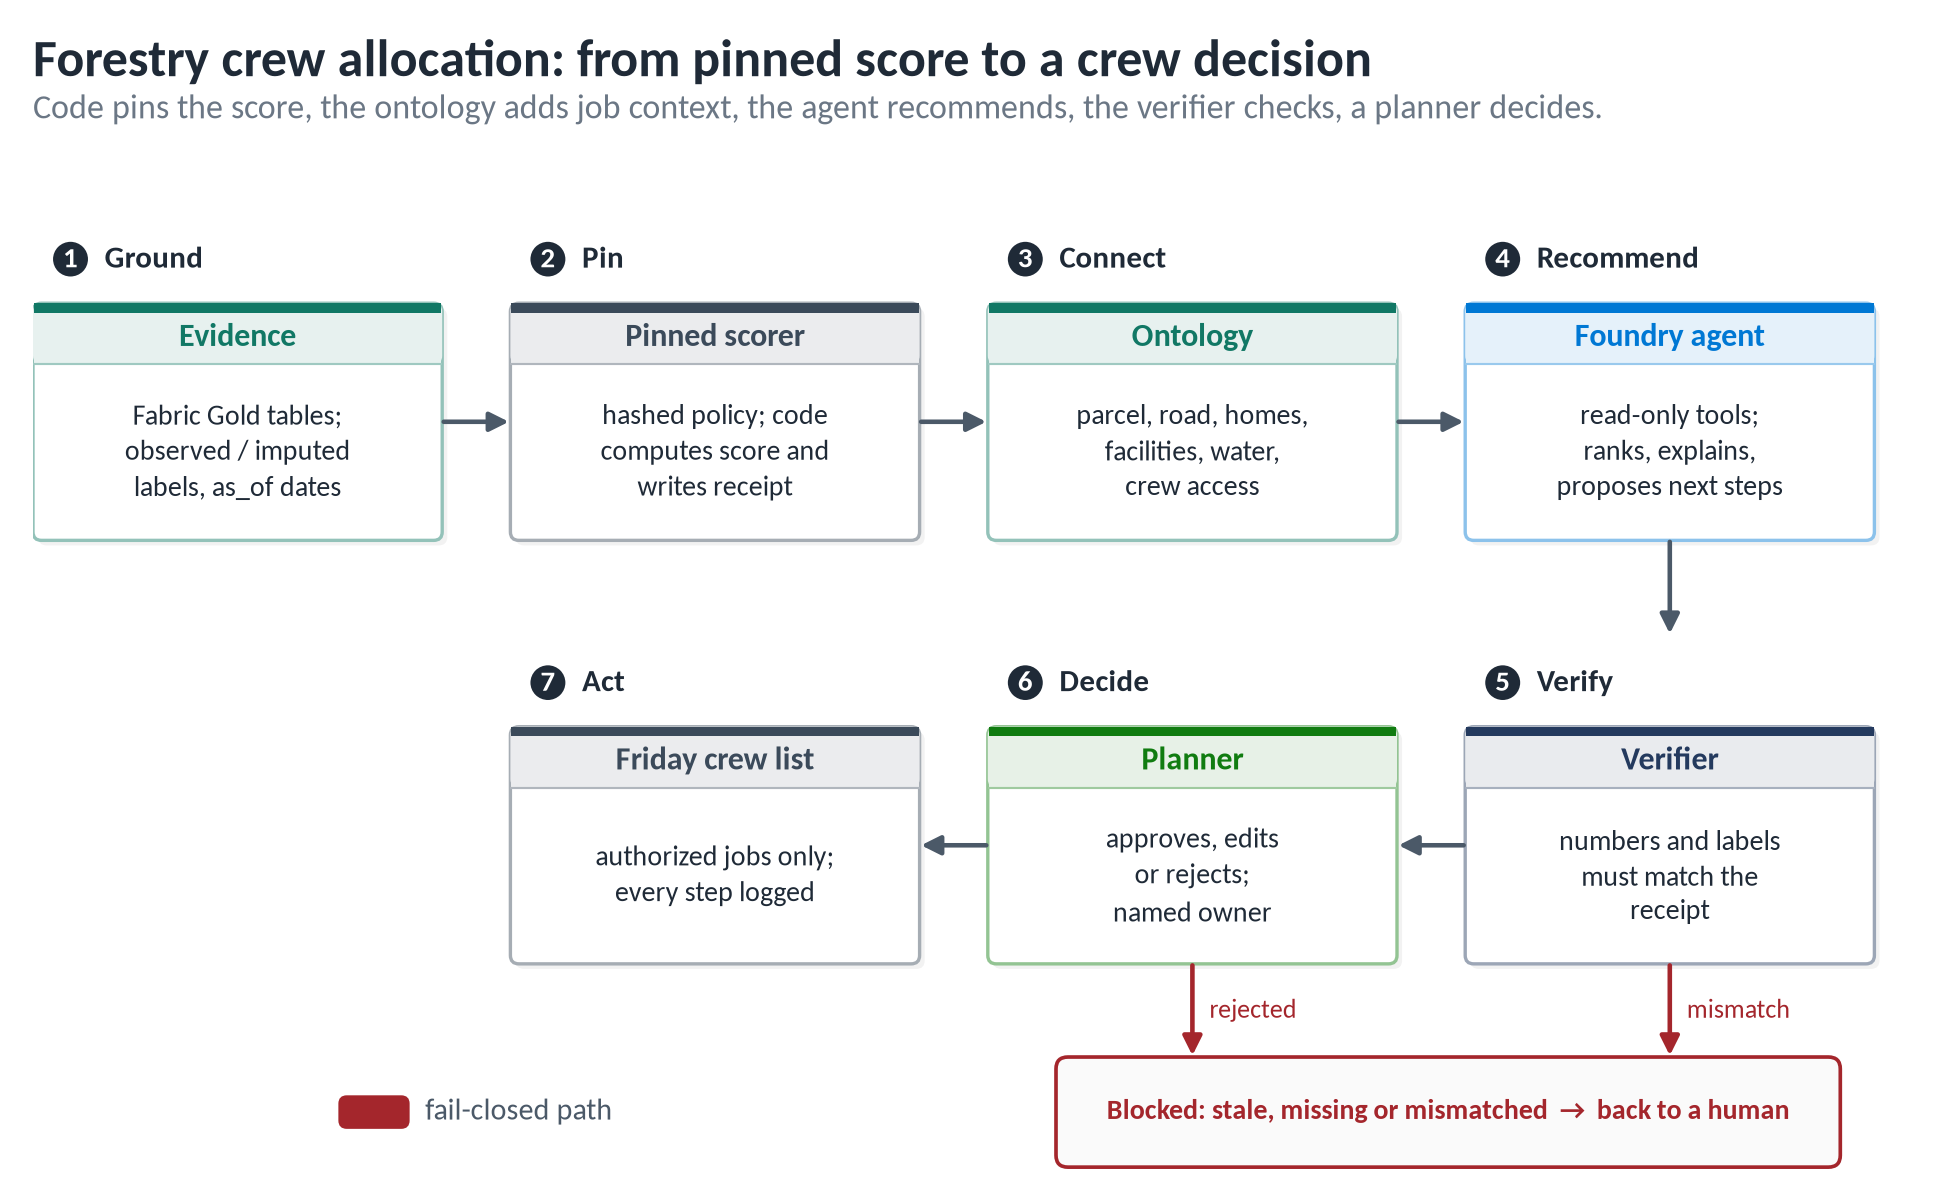 Forestry crew allocation: from pinned score to a crew decision
Code pins the score, the ontology adds job context, the agent recommends, the verifier checks, a planner decides.
1 Ground
Evidence
Fabric Gold tables;
observed / imputed
labels, as_of dates
2 Pin
Pinned scorer
hashed policy; code
computes score and
writes receipt
3 Connect
Ontology
parcel, road, homes,
facilities, water,
crew access
4 Recommend
Foundry agent
read-only tools;
ranks, explains,
proposes next steps
5 Verify
Verifier
numbers and labels
must match the
receipt
6 Decide
Planner
approves, edits
or rejects;
named owner
7 Act
Friday crew list
authorized jobs only;
every step logged
rejected
mismatch
Blocked: stale, missing or mismatched → back to a human
fail-closed path